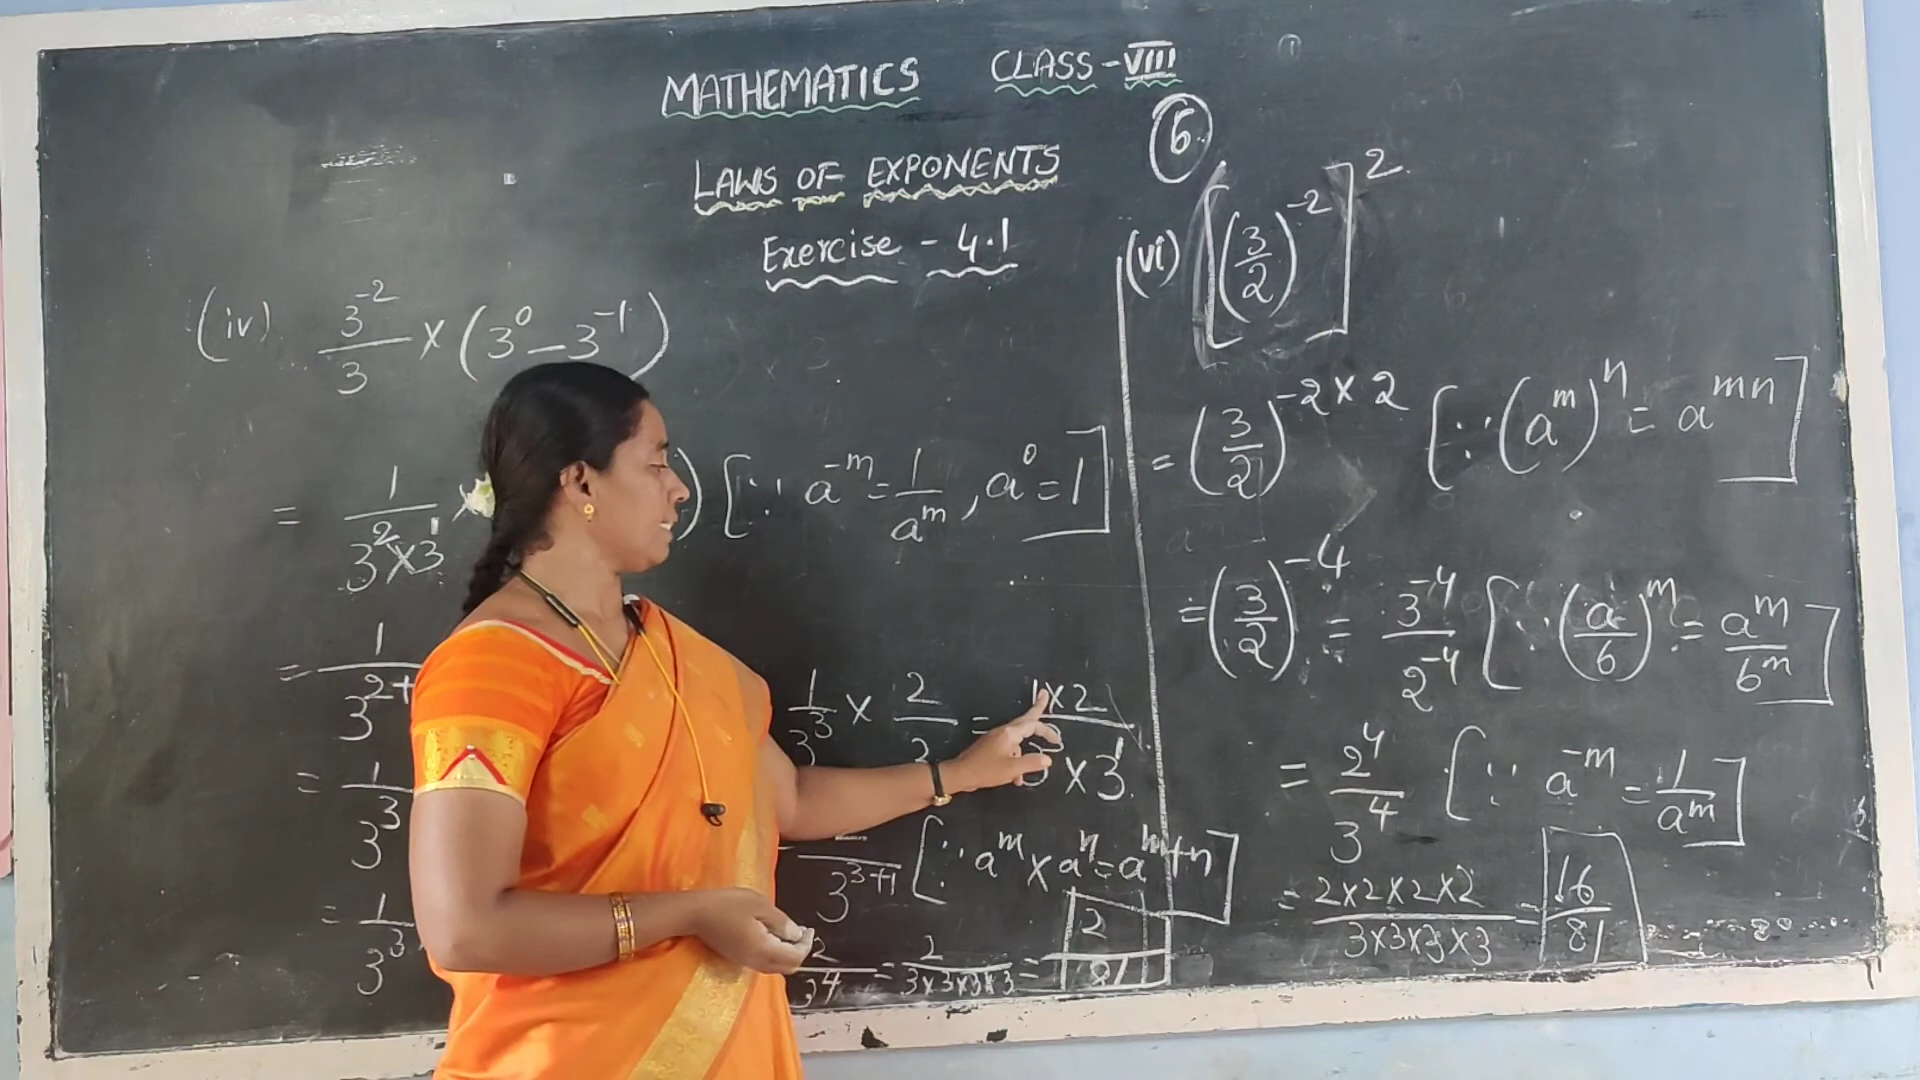 MATHEMATICS CLASS-VIII
LAWS OF EXPONENTS
Exercise - 4.1
6
(iv) 3^-2/3 × (3^0 - 3^-1)
= 1/(3^2 × 3^1) × ) [∵ a^-m = 1/a^m, a^0 = 1]
= 1/3^2+
= 1/3^3
= 1/3^3
1/3^3 × 2/3 = (1×2)/(3^3 × 3^1)
3^3+1 [∵ a^m × a^n = a^m+n]
2/3^4 = 2/(3×3×3×3) = 2/81
(vi) [(3/2)^-2]^2
= (3/2)^-2×2 [∵ (a^m)^n = a^mn]
= (3/2)^-4 = 3^-4/2^-4 [∵ (a/b)^m = a^m/b^m]
= 2^4/3^4 [∵ a^-m = 1/a^m]
= (2×2×2×2)/(3×3×3×3) = 16/81